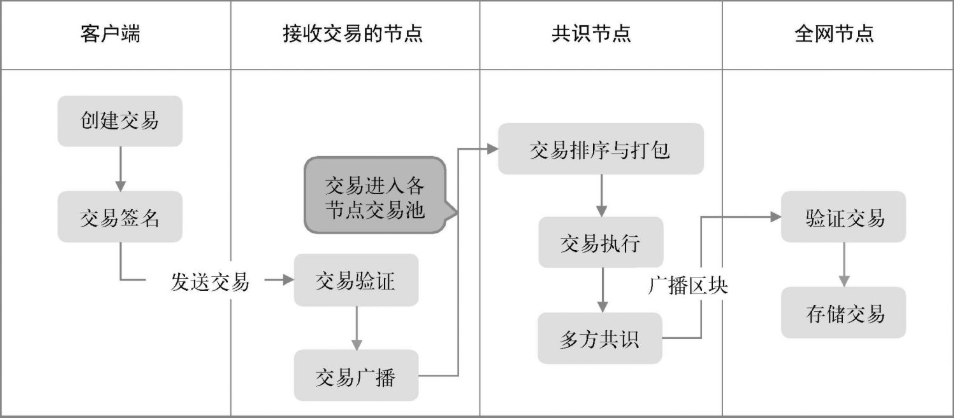 客户端
接收交易的节点
共识节点
全网节点
创建交易
交易签名
发送交易
交易验证
交易广播
交易进入各
节点交易池
交易排序与打包
交易执行
多方共识
广播区块
验证交易
存储交易